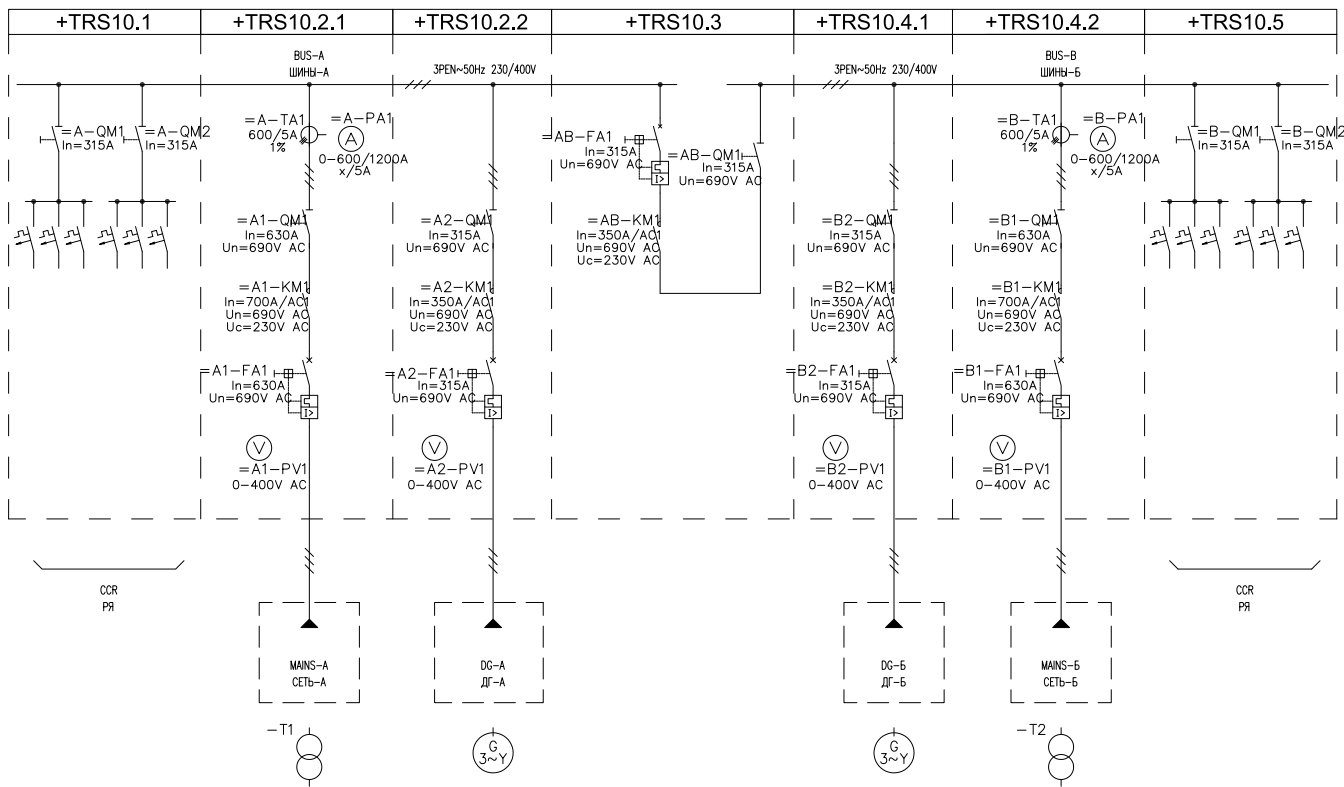 +TRS10.1
+TRS10.2.1
+TRS10.2.2
+TRS10.3
+TRS10.4.1
+TRS10.4.2
+TRS10.5
BUS-A
ШИНЫ-А
3PEN~50Hz 230/400V
3PEN~50Hz 230/400V
BUS-B
ШИНЫ-Б
=A-QM1
In=315A
=A-QM2
In=315A
=A-TA1
600/5A
1%
=A-PA1
A
0-600/1200A
x/5A
=AB-FA1
In=315A
Un=690V AC
I>
=AB-QM1
In=315A
Un=690V AC
=B-TA1
600/5A
1%
=B-PA1
A
0-600/1200A
x/5A
=B-QM1
In=315A
=B-QM2
In=315A
=A1-QM1
In=630A
Un=690V AC
=A2-QM1
In=315A
Un=690V AC
=AB-KM1
In=350A/AC1
Un=690V AC
Uc=230V AC
=B2-QM1
In=315A
Un=690V AC
=B1-QM1
In=630A
Un=690V AC
=A1-KM1
In=700A/AC1
Un=690V AC
Uc=230V AC
=A2-KM1
In=350A/AC1
Un=690V AC
Uc=230V AC
=B2-KM1
In=350A/AC1
Un=690V AC
Uc=230V AC
=B1-KM1
In=700A/AC1
Un=690V AC
Uc=230V AC
=A1-FA1
In=630A
Un=690V AC
I>
=A2-FA1
In=315A
Un=690V AC
I>
=B2-FA1
In=315A
Un=690V AC
I>
=B1-FA1
In=630A
Un=690V AC
I>
V
=A1-PV1
0-400V AC
V
=A2-PV1
0-400V AC
V
=B2-PV1
0-400V AC
V
=B1-PV1
0-400V AC
CCR
РЯ
CCR
РЯ
MAINS-A
СЕТЬ-А
DG-A
ДГ-А
DG-Б
ДГ-Б
MAINS-Б
СЕТЬ-Б
-T1
G
3~Y
G
3~Y
-T2